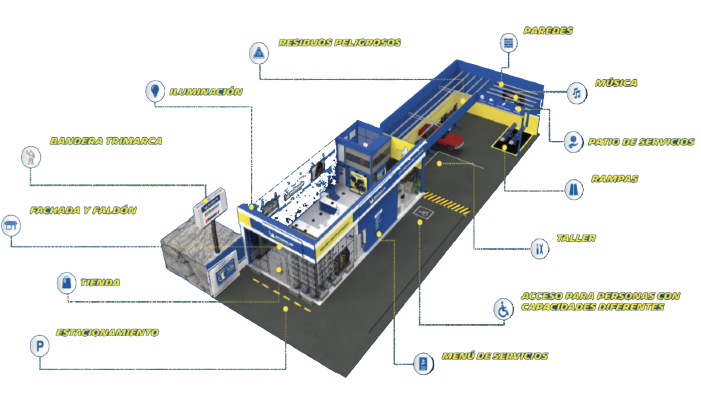 RESIDUOS PELIGROSOS
PAREDES
ILUMINACIÓN
MÚSICA
BANDERA TRIMARCA
PATIO DE SERVICIOS
RAMPAS
FACHADA Y FALDÓN
TALLER
TIENDA
ACCESO PARA PERSONAS CON
CAPACIDADES DIFERENTES
ESTACIONAMIENTO
P
MENÚ DE SERVICIOS